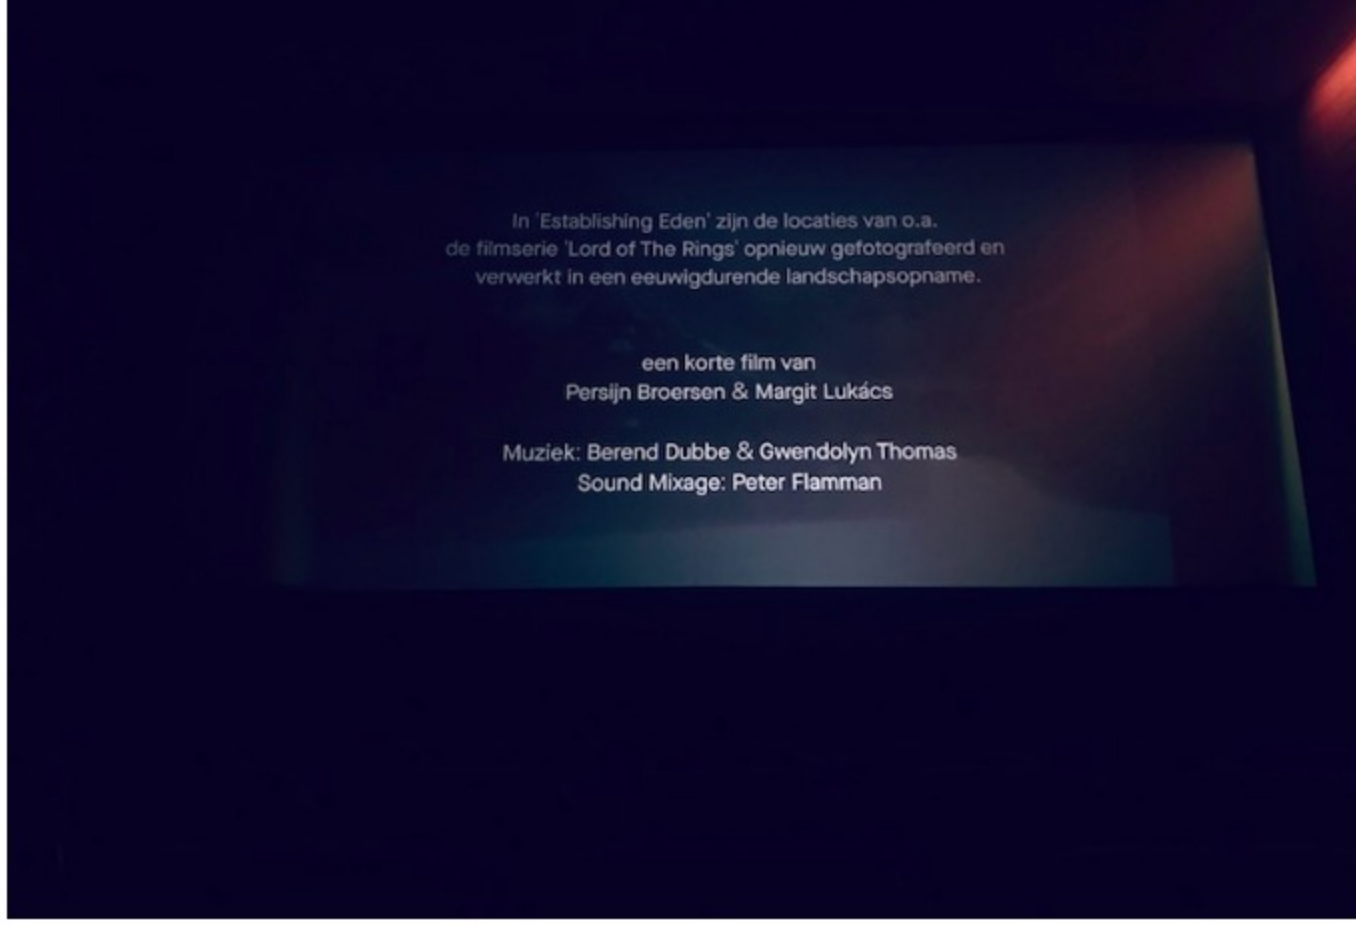 In 'Establishing Eden' zijn de locaties van o.a.
de filmserie 'Lord of The Rings' opnieuw gefotografeerd en
verwerkt in een eeuwigdurende landschapsopname.
een korte film van
Persijn Broersen & Margit Lukács
Muziek: Berend Dubbe & Gwendolyn Thomas
Sound Mixage: Peter Flamman